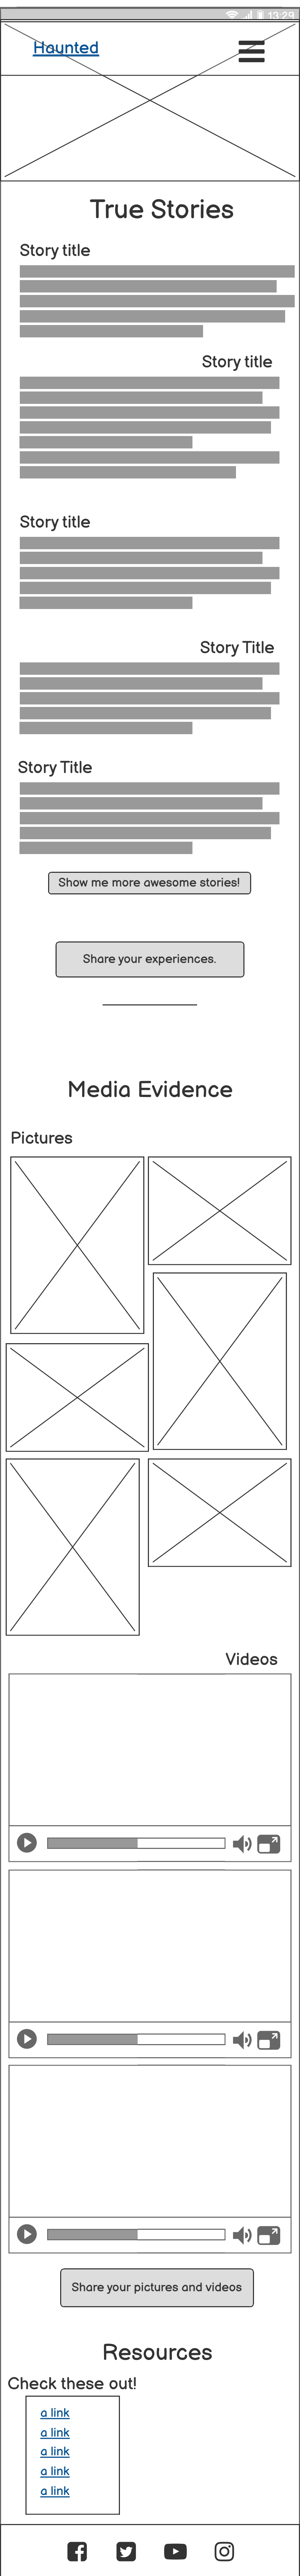 13:29
Haunted
True Stories
Story title
Story title
Story title
Story Title
Story Title
Show me more awesome stories!
Share your experiences.
Media Evidence
Pictures
Videos
Share your pictures and videos
Resources
Check these out!
a link
a link
a link
a link
a link